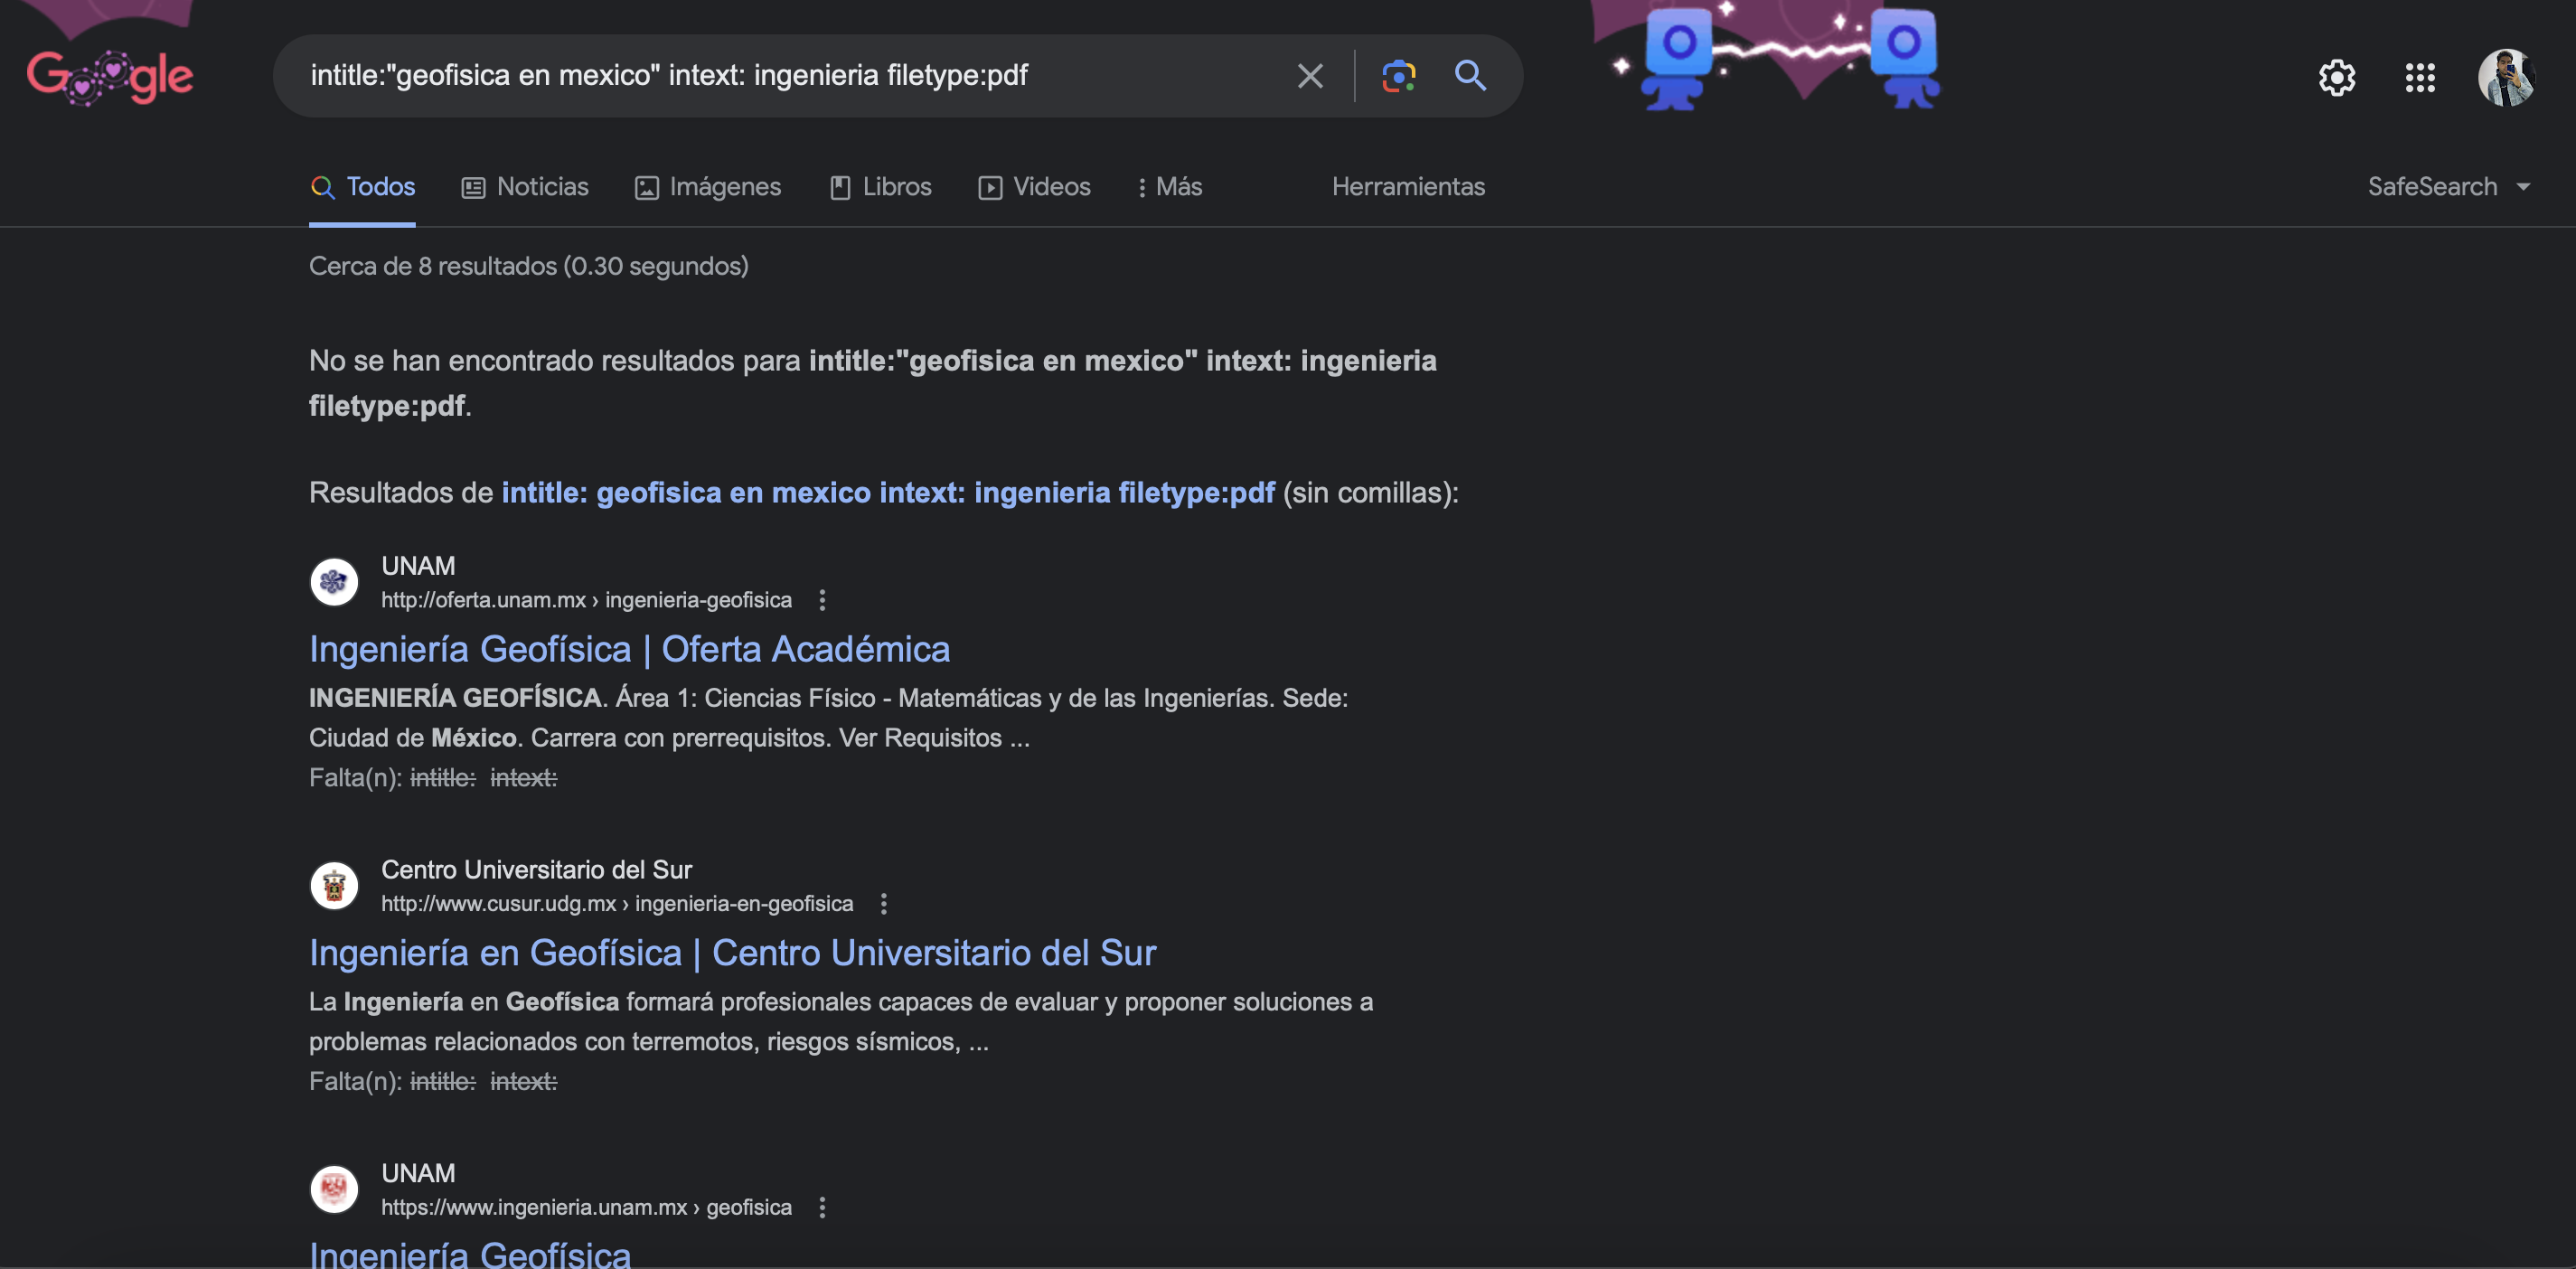 Google
intitle:"geofisica en mexico" intext: ingenieria filetype:pdf
Todos Noticias Imágenes Libros Videos Más Herramientas SafeSearch
Cerca de 8 resultados (0.30 segundos)
No se han encontrado resultados para intitle:"geofisica en mexico" intext: ingenieria
filetype:pdf.
Resultados de intitle: geofisica en mexico intext: ingenieria filetype:pdf (sin comillas):
UNAM
http://oferta.unam.mx › ingenieria-geofisica
Ingeniería Geofísica | Oferta Académica
INGENIERÍA GEOFÍSICA. Área 1: Ciencias Físico - Matemáticas y de las Ingenierías. Sede:
Ciudad de México. Carrera con prerrequisitos. Ver Requisitos ...
Falta(n): intitle: intext:
Centro Universitario del Sur
http://www.cusur.udg.mx › ingenieria-en-geofisica
Ingeniería en Geofísica | Centro Universitario del Sur
La Ingeniería en Geofísica formará profesionales capaces de evaluar y proponer soluciones a
problemas relacionados con terremotos, riesgos sísmicos, ...
Falta(n): intitle: intext:
UNAM
https://www.ingenieria.unam.mx › geofisica
Ingeniería Geofísica